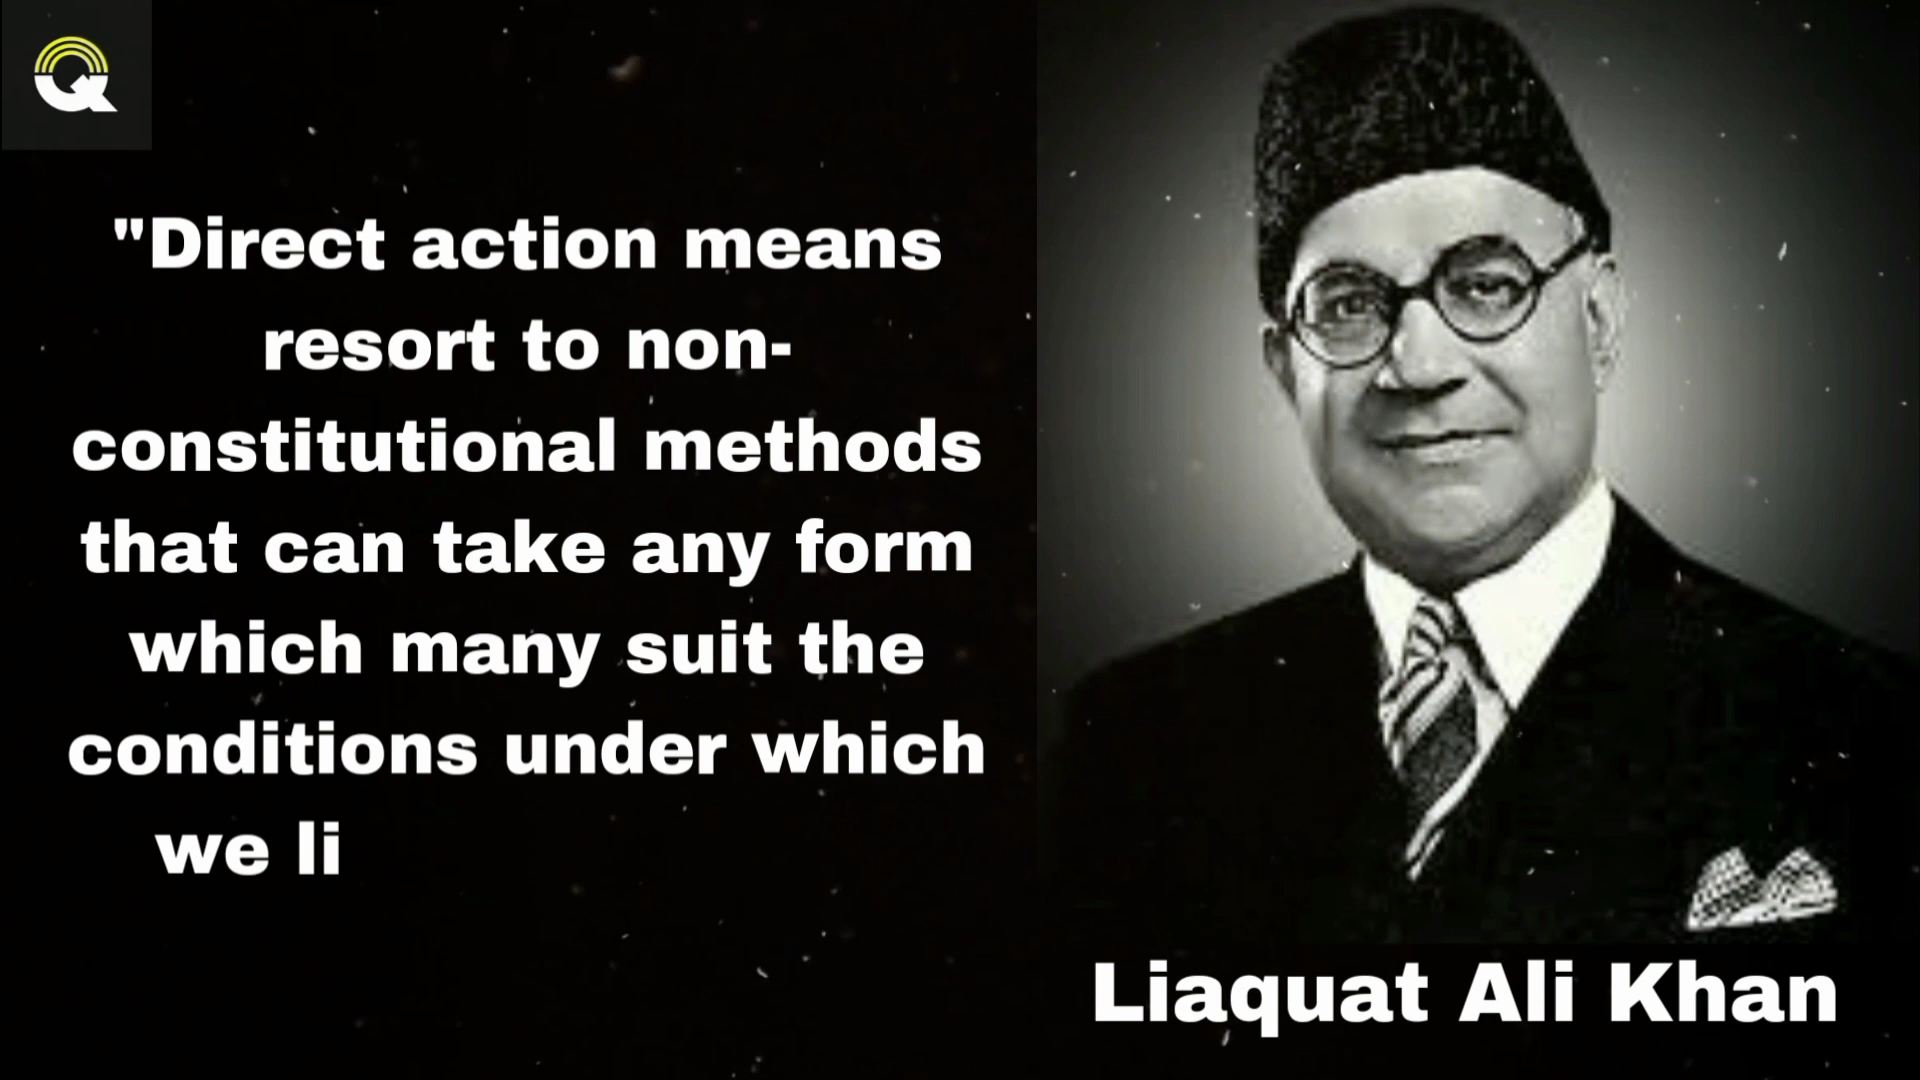 "Direct action means
resort to non-
constitutional methods
that can take any form
which many suit the
conditions under which
we li
Liaquat Ali Khan